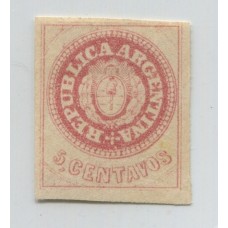 REPUBLICA ARGENTINA
5. CENTAVOS